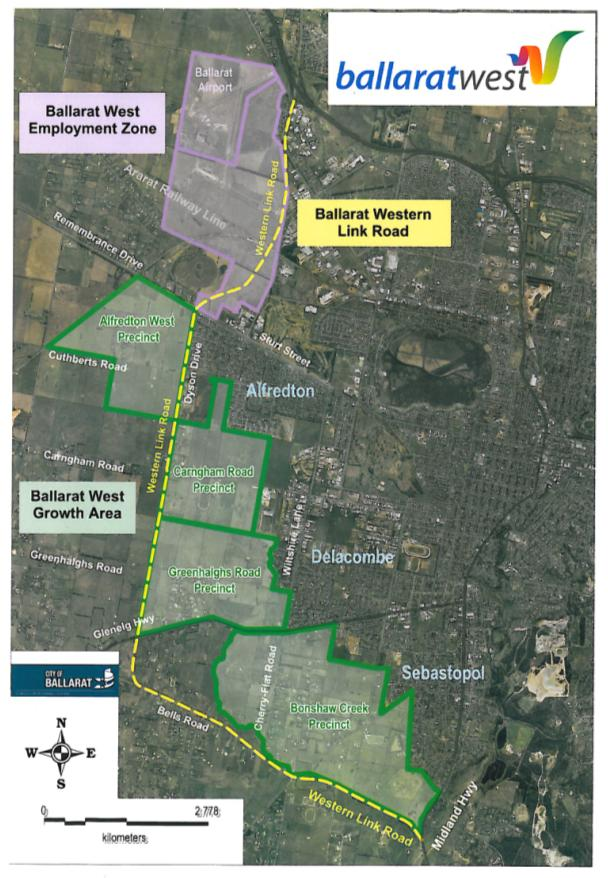 ballaratwest
Ballarat
Airport
Ballarat West
Employment Zone
Ararat Railway Line
Western Link Road
Ballarat Western
Link Road
Remembrance Drive
Alfredton West
Precinct
Sturt Street
Cuthberts Road
Dyson Drive
Alfredton
Western Link Road
Carngham Road
Carngham Road
Precinct
Ballarat West
Growth Area
Wiltshire Lane
Delacombe
Greenhalghs Road
Greenhalghs Road
Precinct
Glenelg Hwy
CITY OF
BALLARAT
Sebastopol
Cherry-Flat Road
Bonshaw Creek
Precinct
Bells Road
N
W
E
S
Western Link Road
Midland Hwy
0
2.778
kilometers